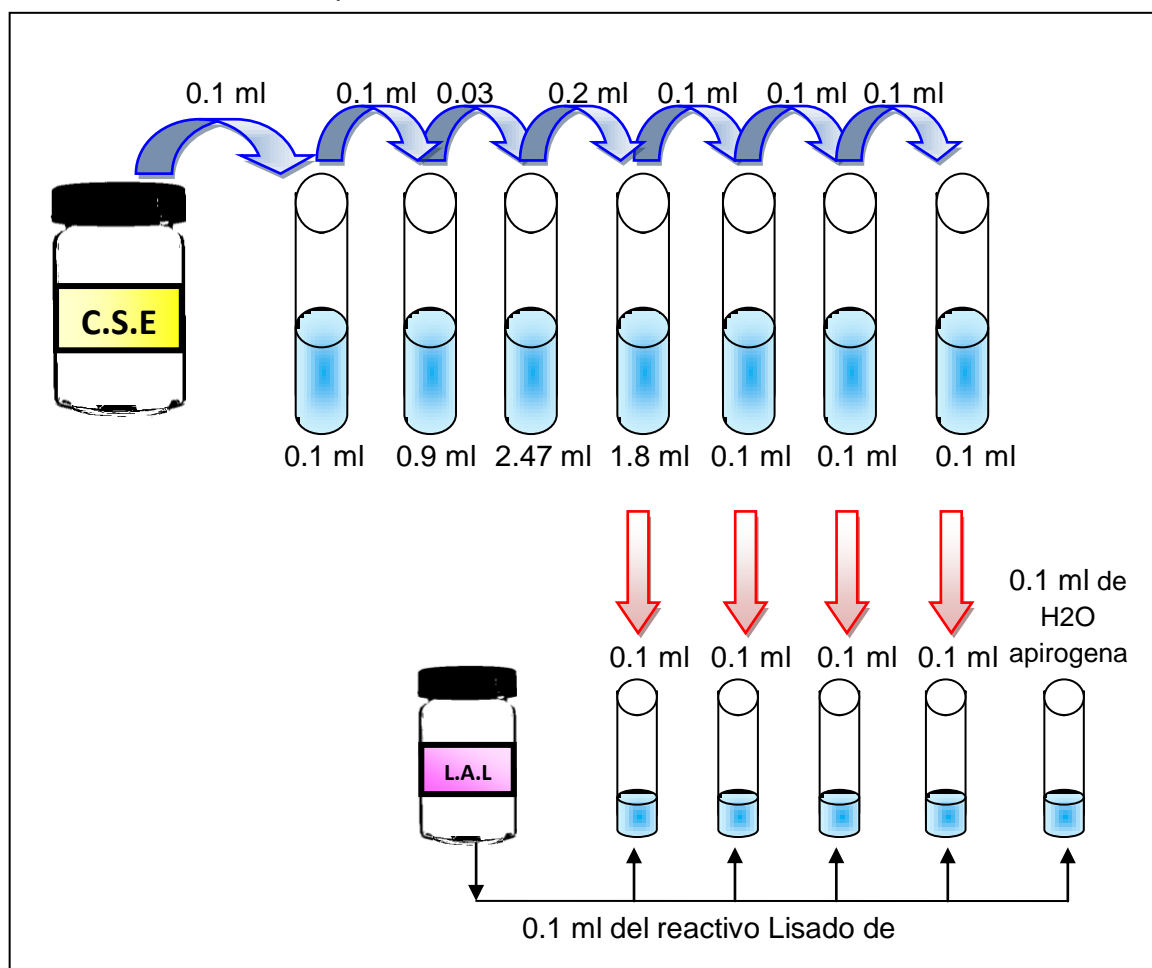 0.1 ml 0.1 ml 0.03 0.2 ml 0.1 ml 0.1 ml 0.1 ml
C.S.E
0.1 ml 0.9 ml 2.47 ml 1.8 ml 0.1 ml 0.1 ml 0.1 ml
0.1 ml de
H2O
apirogena
0.1 ml 0.1 ml 0.1 ml 0.1 ml
L.A.L
0.1 ml del reactivo Lisado de